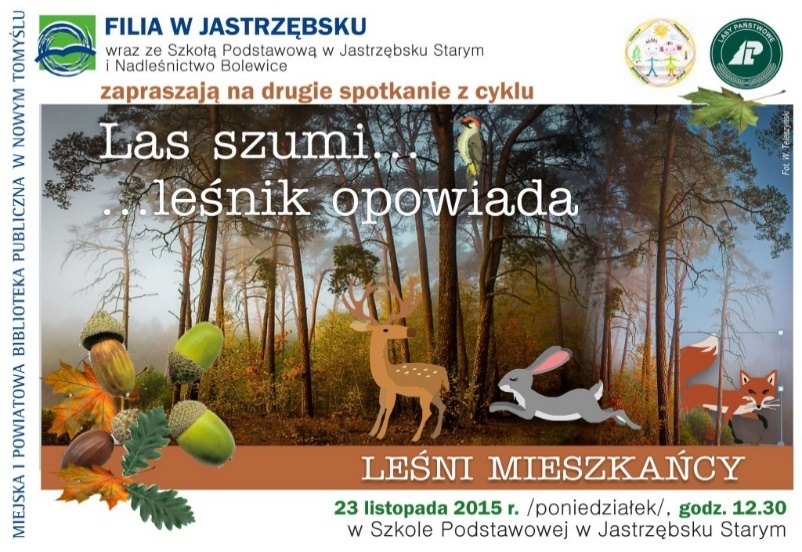 FILIA W JASTRZĘBSKU
wraz ze Szkołą Podstawową w Jastrzębsku Starym
i Nadleśnictwo Bolewice
zapraszają na drugie spotkanie z cyklu
LASY PAŃSTWOWE
MIEJSKA I POWIATOWA BIBLIOTEKA PUBLICZNA W NOWYM TOMYŚLU
Las szumi...
...leśnik opowiada
Fot. W. Teleszyński
LEŚNI MIESZKAŃCY
23 listopada 2015 r. /poniedziałek/, godz. 12.30
w Szkole Podstawowej w Jastrzębsku Starym